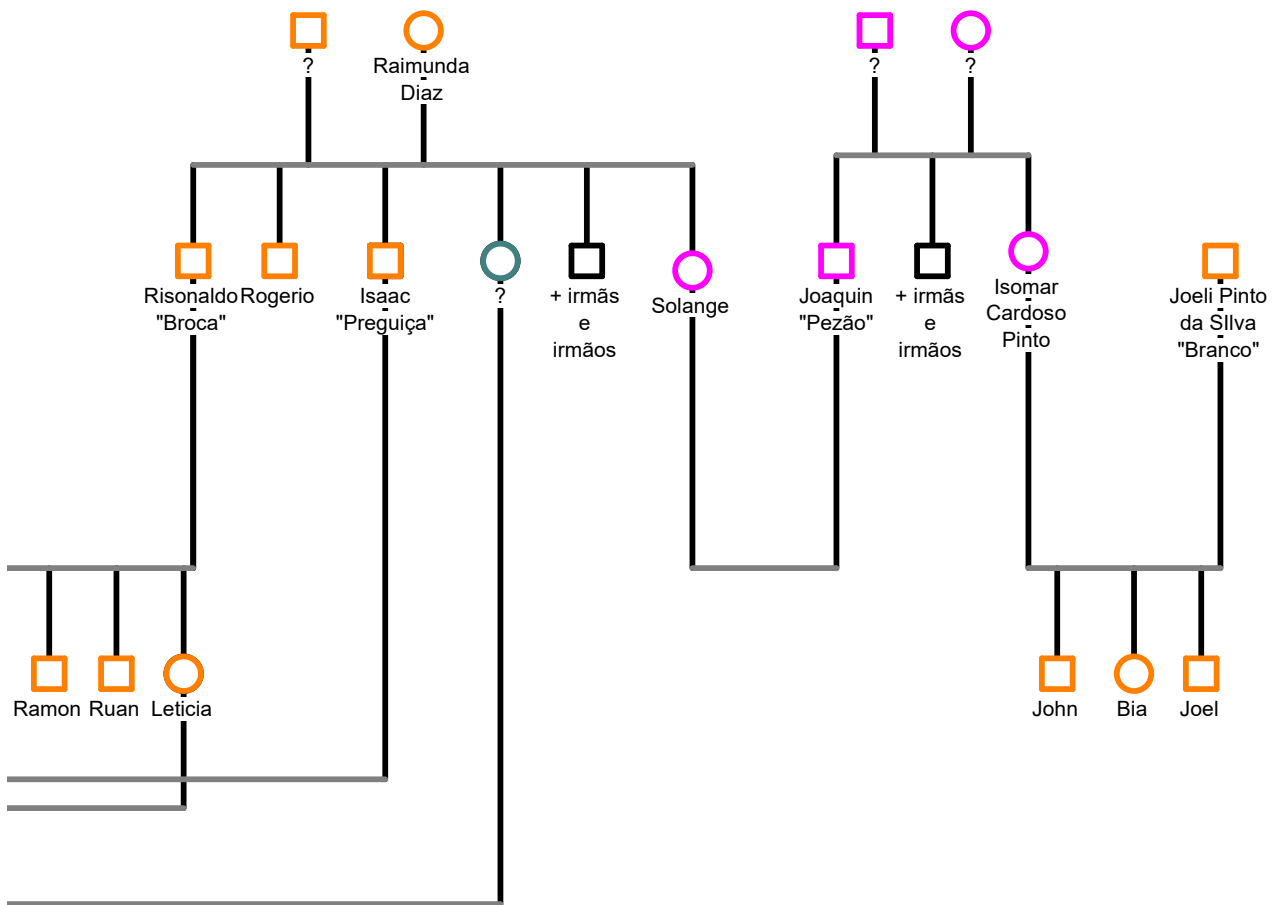 ?
Raimunda
Diaz
?
?
Risonaldo
"Broca"
Rogerio
Isaac
"Preguiça"
?
+ irmãs
e
irmãos
Solange
Joaquin
"Pezão"
+ irmãs
e
irmãos
Isomar
Cardoso
Pinto
Joeli Pinto
da SIlva
"Branco"
Ramon
Ruan
Leticia
John
Bia
Joel